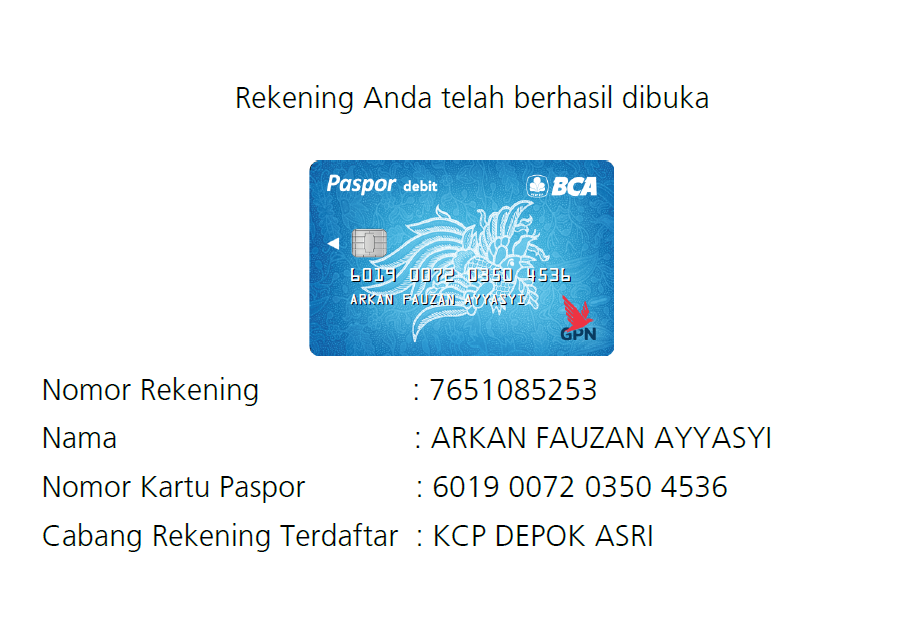 Rekening Anda telah berhasil dibuka
Paspor debit
BCA
6019 0072 0350 4536
ARKAN FAUZAN AYYASYI
GPN
Nomor Rekening : 7651085253
Nama : ARKAN FAUZAN AYYASYI
Nomor Kartu Paspor : 6019 0072 0350 4536
Cabang Rekening Terdaftar : KCP DEPOK ASRI